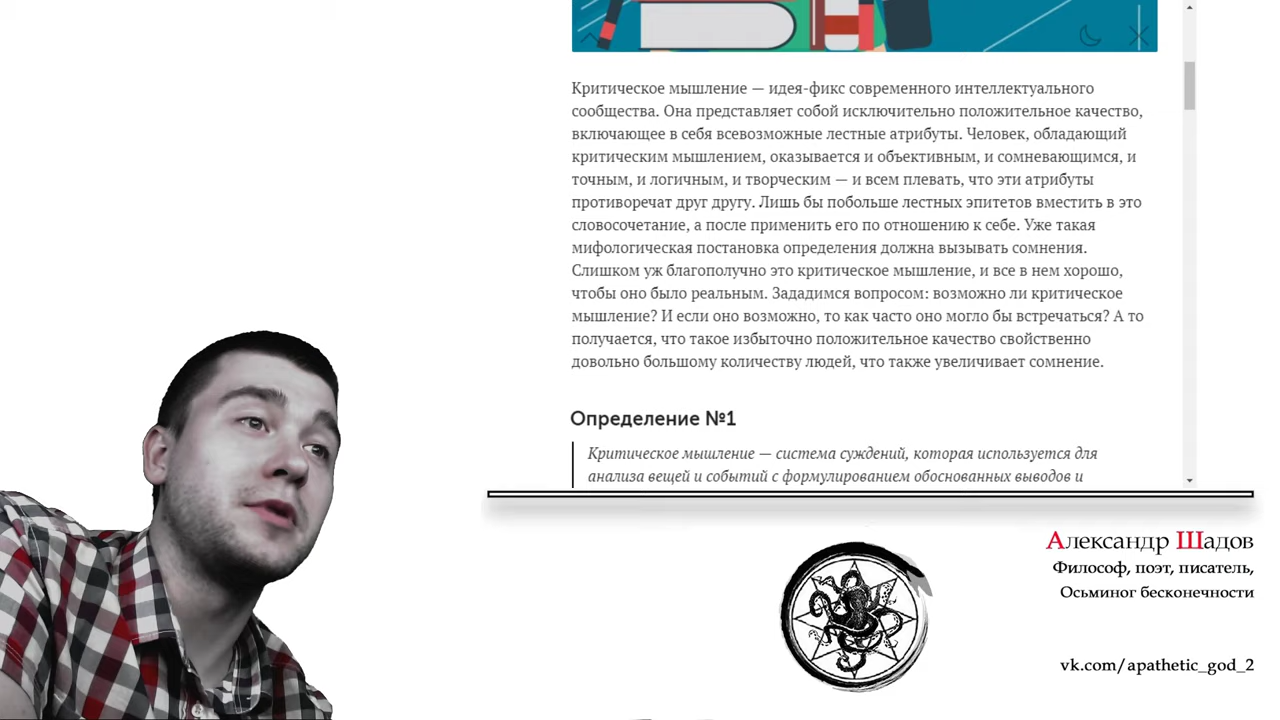 Критическое мышление — идея-фикс современного интеллектуального
сообщества. Она представляет собой исключительно положительное качество,
включающее в себя всевозможные лестные атрибуты. Человек, обладающий
критическим мышлением, оказывается и объективным, и сомневающимся, и
точным, и логичным, и творческим — и всем плевать, что эти атрибуты
противоречат друг другу. Лишь бы побольше лестных эпитетов вместить в это
словосочетание, а после применить его по отношению к себе. Уже такая
мифологическая постановка определения должна вызывать сомнения.
Слишком уж благополучно это критическое мышление, и все в нем хорошо,
чтобы оно было реальным. Зададимся вопросом: возможно ли критическое
мышление? И если оно возможно, то как часто оно могло бы встречаться? А то
получается, что такое избыточно положительное качество свойственно
довольно большому количеству людей, что также увеличивает сомнение.
Определение №1
Критическое мышление — система суждений, которая используется для
анализа вещей и событий с формулированием обоснованных выводов и
Александр Шадов
Философ, поэт, писатель,
Осьминог бесконечности
vk.com/apathetic_god_2